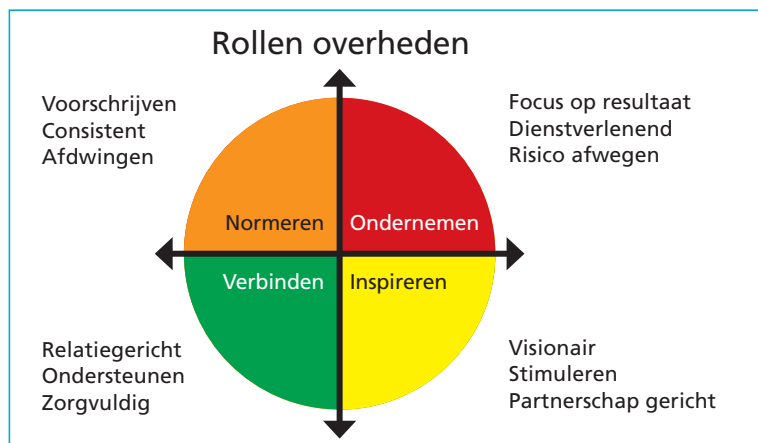 Rollen overheden
Voorschrijven
Consistent
Afdwingen
Focus op resultaat
Dienstverlenend
Risico afwegen
Normeren
Ondernemen
Verbinden
Inspireren
Relatiegericht
Ondersteunen
Zorgvuldig
Visionair
Stimuleren
Partnerschap gericht